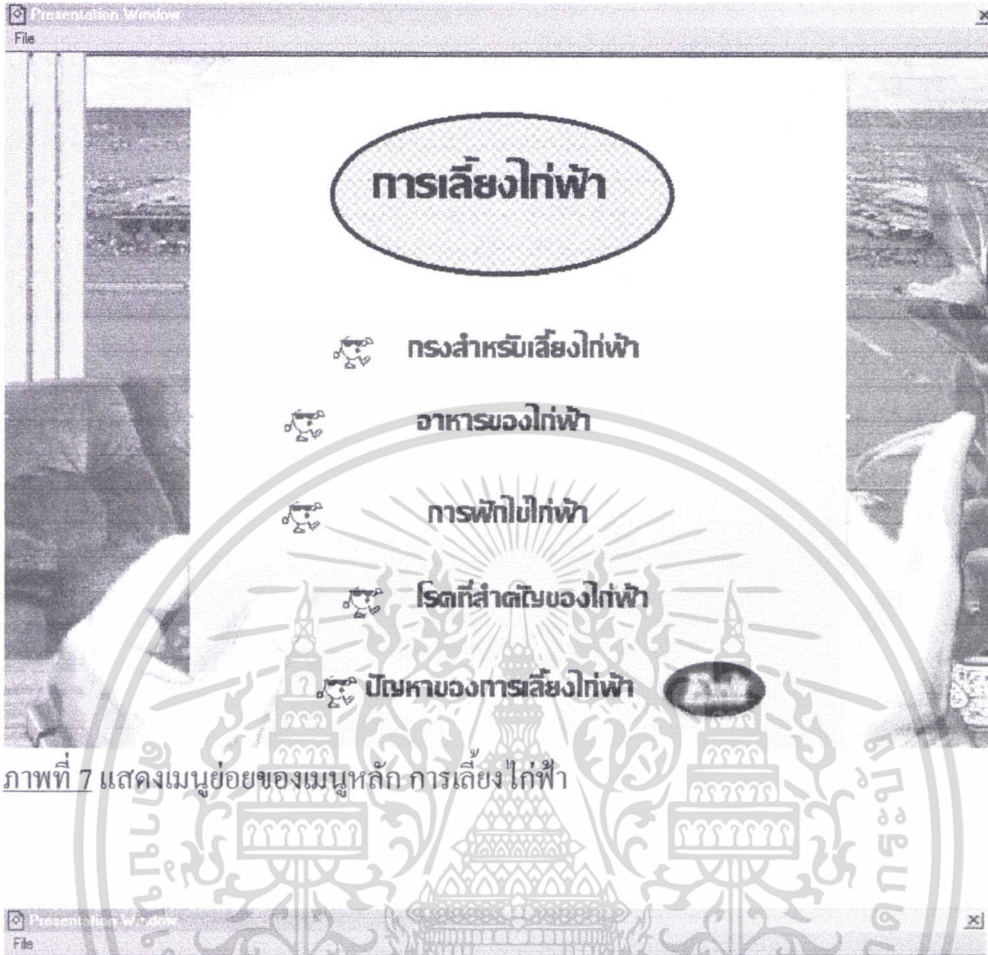 Presentation Window
File
การเลี้ยงไก่ฟ้า
กรงสำหรับเลี้ยงไก่ฟ้า
อาหารของไก่ฟ้า
การฟักไข่ไก่ฟ้า
โรคที่สำคัญของไก่ฟ้า
ปัญหาของการเลี้ยงไก่ฟ้า
ภาพที่ 7 แสดงเมนูย่อยของเมนูหลัก การเลี้ยงไก่ฟ้า
Presentation Window
File